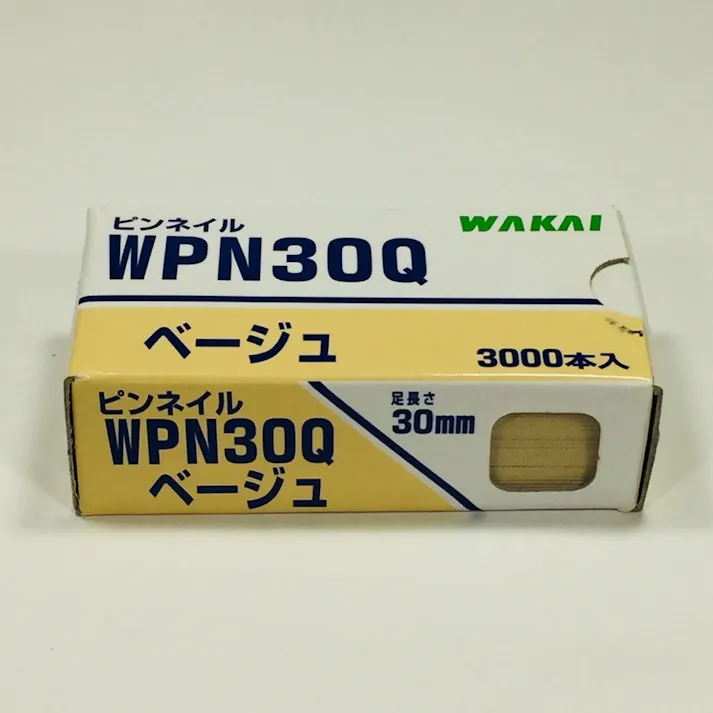 ピンネイル
WAKAI
WPN30Q
ベージュ
3000本入
ピンネイル
WPN30Q
ベージュ
足長さ
30mm